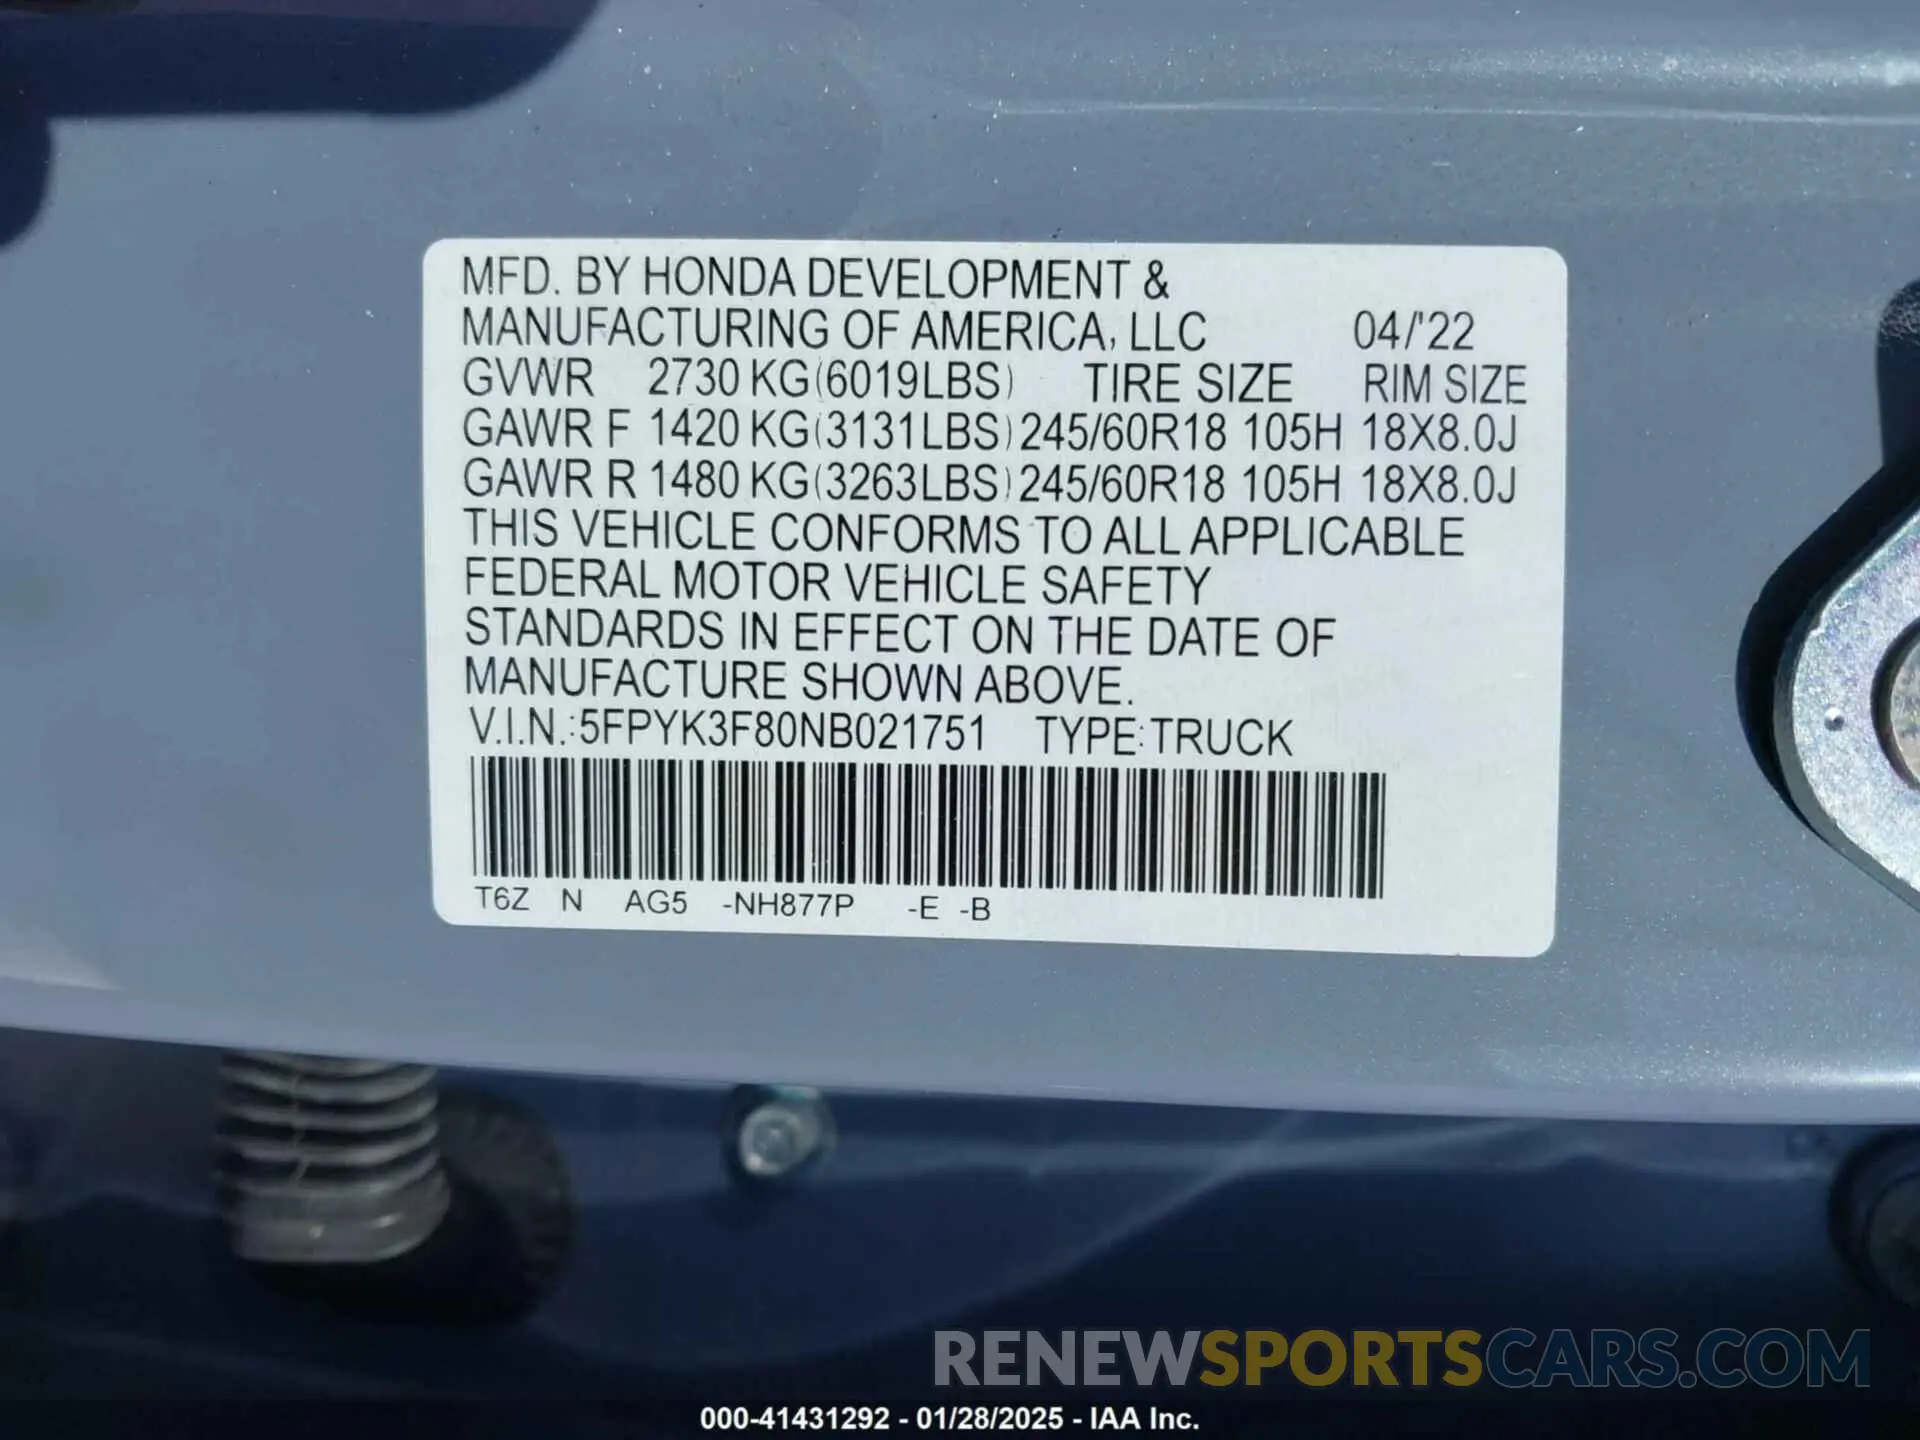 MFD. BY HONDA DEVELOPMENT &
MANUFACTURING OF AMERICA, LLC 04/'22
GVWR 2730 KG(6019LBS) TIRE SIZE RIM SIZE
GAWR F 1420 KG(3131LBS) 245/60R18 105H 18X8.0J
GAWR R 1480 KG(3263LBS) 245/60R18 105H 18X8.0J
THIS VEHICLE CONFORMS TO ALL APPLICABLE
FEDERAL MOTOR VEHICLE SAFETY
STANDARDS IN EFFECT ON THE DATE OF
MANUFACTURE SHOWN ABOVE.
V.I.N.:5FPYK3F80NB021751 TYPE:TRUCK
T6Z N AG5 -NH877P -E -B
RENEWSPORTSCARS.COM
000-41431292 - 01/28/2025 - IAA Inc.